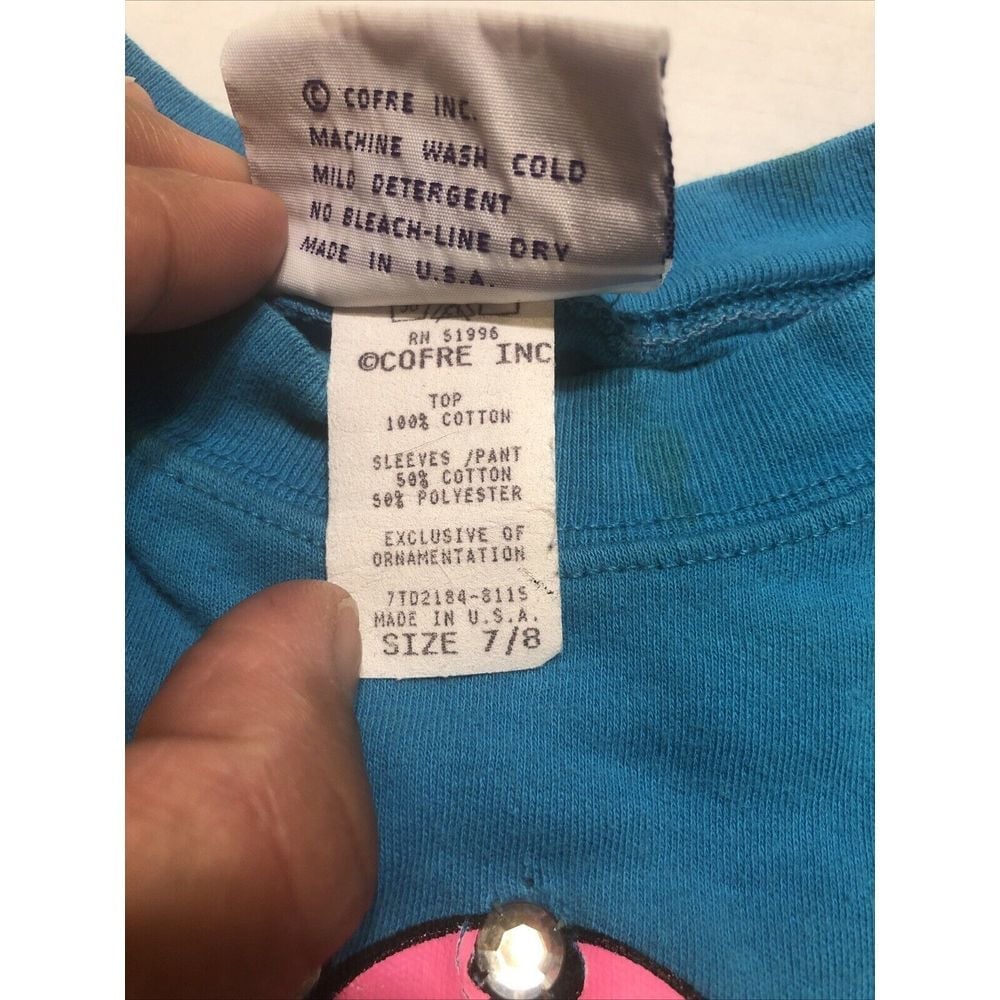 © COFRE INC.
MACHINE WASH COLD
MILD DETERGENT
NO BLEACH-LINE DRY
MADE IN U.S.A.
RN 51996
©COFRE INC
TOP
100% COTTON
SLEEVES /PANT
50% COTTON
50% POLYESTER
EXCLUSIVE OF
ORNAMENTATION
7TD2184-8115
MADE IN U.S.A.
SIZE 7/8